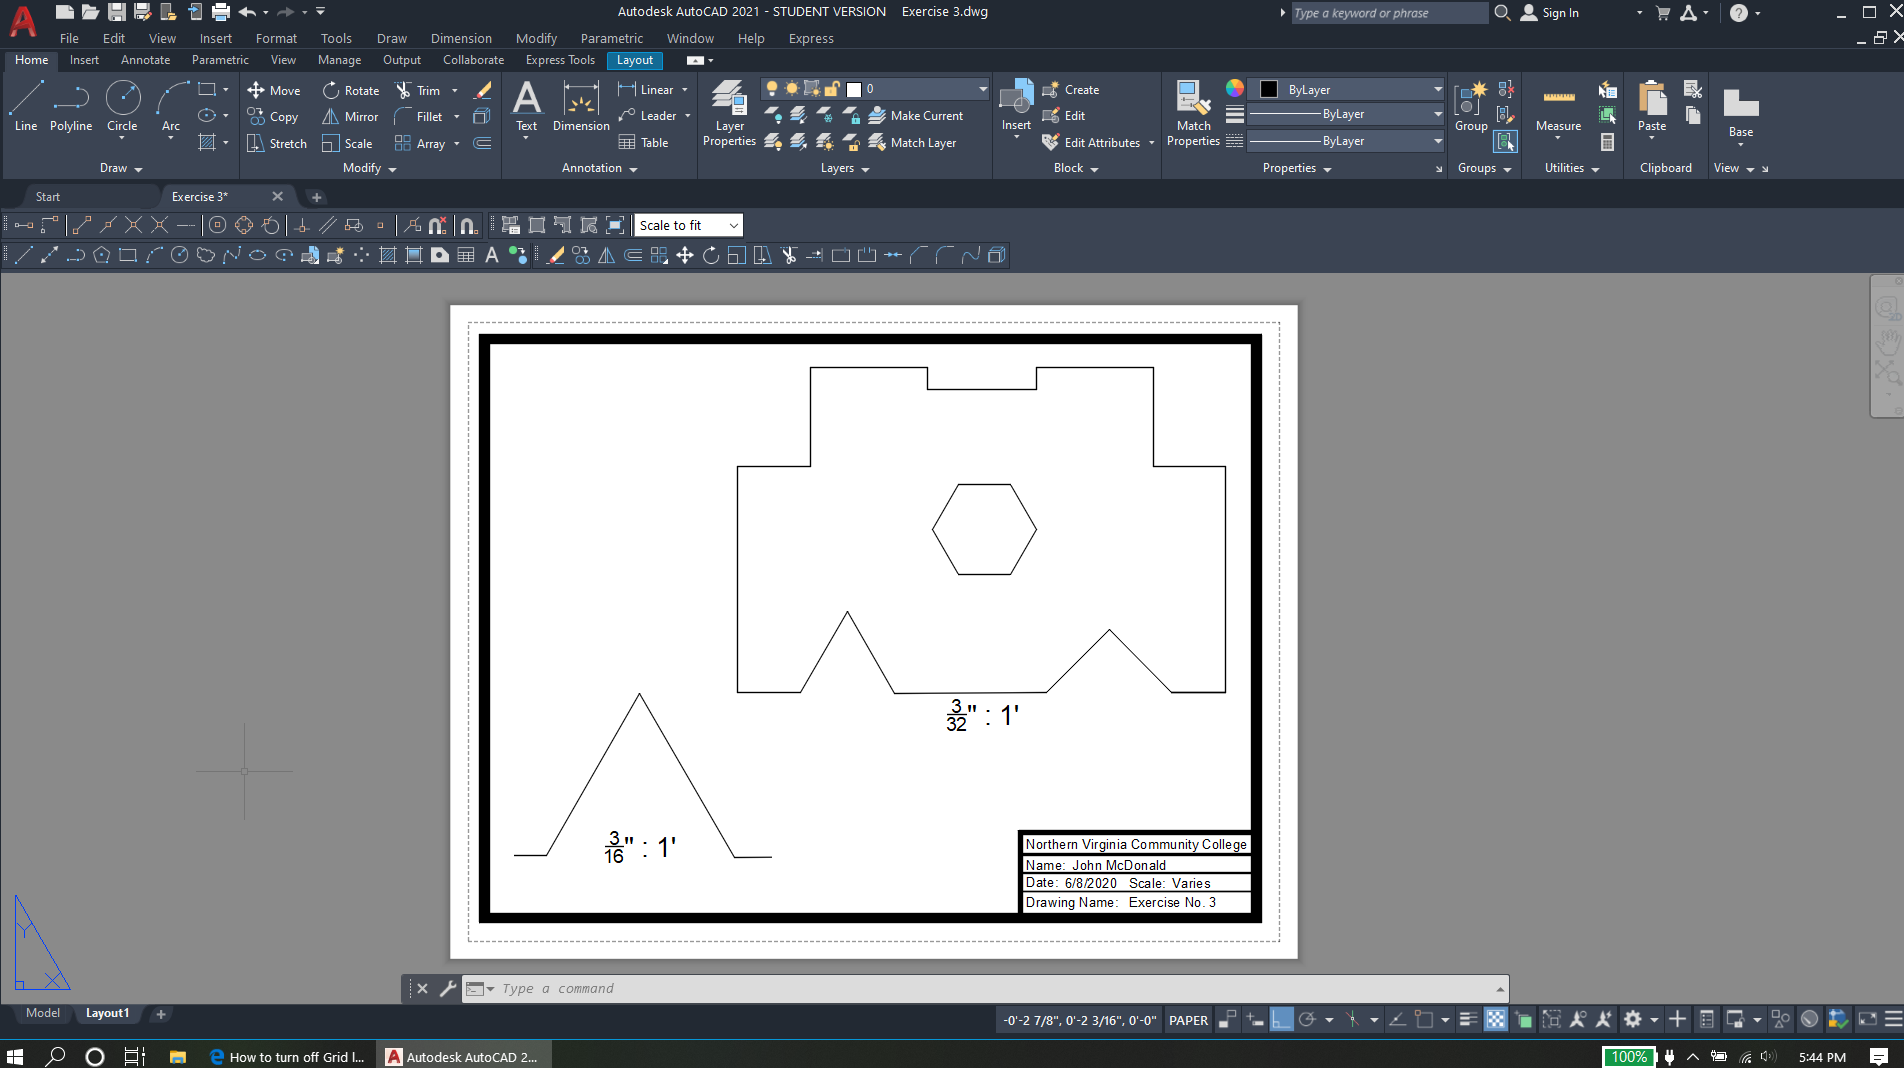 Autodesk AutoCAD 2021 - STUDENT VERSION Exercise 3.dwg
Type a keyword or phrase
Sign In
File Edit View Insert Format Tools Draw Dimension Modify Parametric Window Help Express
Home Insert Annotate Parametric View Manage Output Collaborate Express Tools Layout
Line Polyline Circle Arc
Draw
Move Rotate Trim
Copy Mirror Fillet
Stretch Scale Array
Modify
Text Dimension
Linear
Leader
Table
Annotation
Layer Properties
0
Make Current
Match Layer
Layers
Insert
Create
Edit
Edit Attributes
Block
Match Properties
ByLayer
ByLayer
ByLayer
Properties
Group
Groups
Measure
Utilities
Paste
Clipboard
Base
View
Start Exercise 3*
Scale to fit
3/32" : 1'
3/16" : 1'
Northern Virginia Community College
Name: John McDonald
Date: 6/8/2020 Scale: Varies
Drawing Name: Exercise No. 3
Y
X
Type a command
Model Layout1
-0'-2 7/8", 0'-2 3/16", 0'-0" PAPER
How to turn off Grid l...
Autodesk AutoCAD 2...
100%
5:44 PM